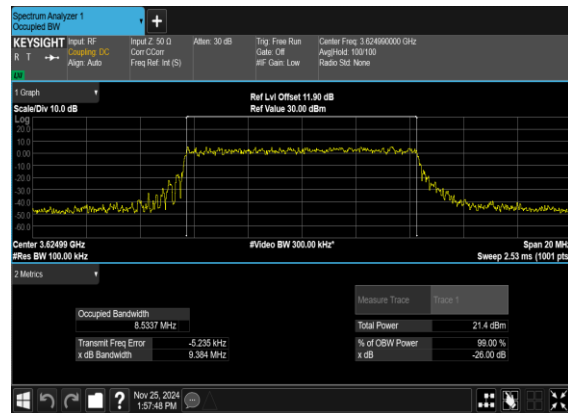 Spectrum Analyzer 1
Occupied BW
KEYSIGHT
R T
LU
Input: RF
Coupling: DC
Align: Auto
Input Z: 50 Ω
Corr CCorr
Freq Ref: Int (S)
Atten: 30 dB
Trig: Free Run
Gate: Off
#IF Gain: Low
Center Freq: 3.624990000 GHz
Avg|Hold: 100/100
Radio Std: None
1 Graph
Scale/Div 10.0 dB
Ref Lvl Offset 11.90 dB
Ref Value 30.00 dBm
Log
20.0
10.0
0.00
-10.0
-20.0
-30.0
-40.0
-50.0
-60.0
Center 3.62499 GHz
#Res BW 100.00 kHz
#Video BW 300.00 kHz*
Span 20 MHz
Sweep 2.53 ms (1001 pts)
2 Metrics
Measure Trace
Trace 1
Occupied Bandwidth
8.5337 MHz
Total Power
21.4 dBm
Transmit Freq Error
-5.235 kHz
% of OBW Power
99.00 %
x dB Bandwidth
9.384 MHz
x dB
-26.00 dB
?
Nov 25, 2024
1:57:48 PM